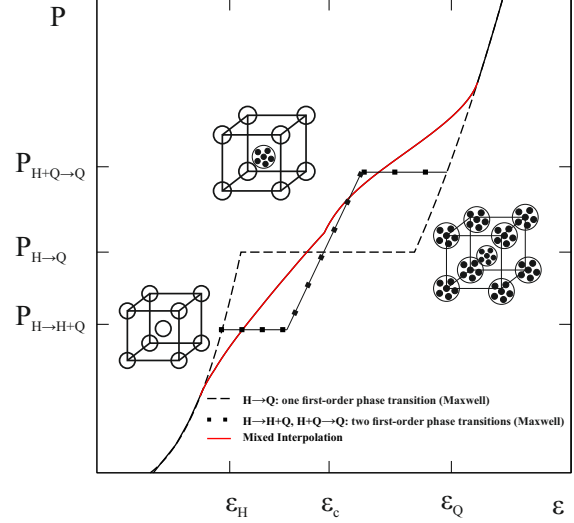 P
P_{H+Q→Q}
P_{H→Q}
P_{H→H+Q}
H→Q: one first-order phase transition (Maxwell)
H→H+Q, H+Q→Q: two first-order phase transitions (Maxwell)
Mixed Interpolation
ε_H ε_c ε_Q ε